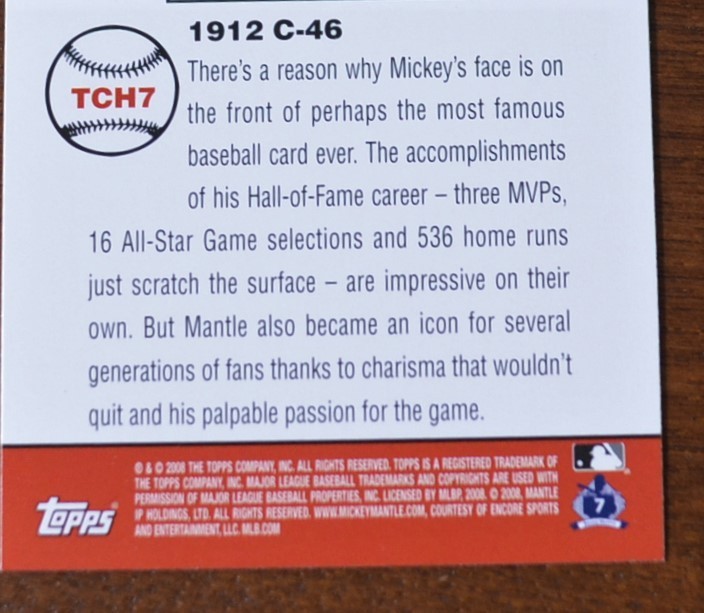 1912 C-46
TCH7
There's a reason why Mickey's face is on
the front of perhaps the most famous
baseball card ever. The accomplishments
of his Hall-of-Fame career – three MVPs,
16 All-Star Game selections and 536 home runs
just scratch the surface – are impressive on their
own. But Mantle also became an icon for several
generations of fans thanks to charisma that wouldn't
quit and his palpable passion for the game.
® & © 2008 THE TOPPS COMPANY, INC. ALL RIGHTS RESERVED. TOPPS IS A REGISTERED TRADEMARK OF
THE TOPPS COMPANY, INC. MAJOR LEAGUE BASEBALL TRADEMARKS AND COPYRIGHTS ARE USED WITH
PERMISSION OF MAJOR LEAGUE BASEBALL PROPERTIES, INC. LICENSED BY MLBP, 2008. © 2008, MANTLE
IP HOLDINGS, LTD. ALL RIGHTS RESERVED. WWW.MICKEYMANTLE.COM, COURTESY OF ENCORE SPORTS
AND ENTERTAINMENT, LLC. MLB.COM
topps
7